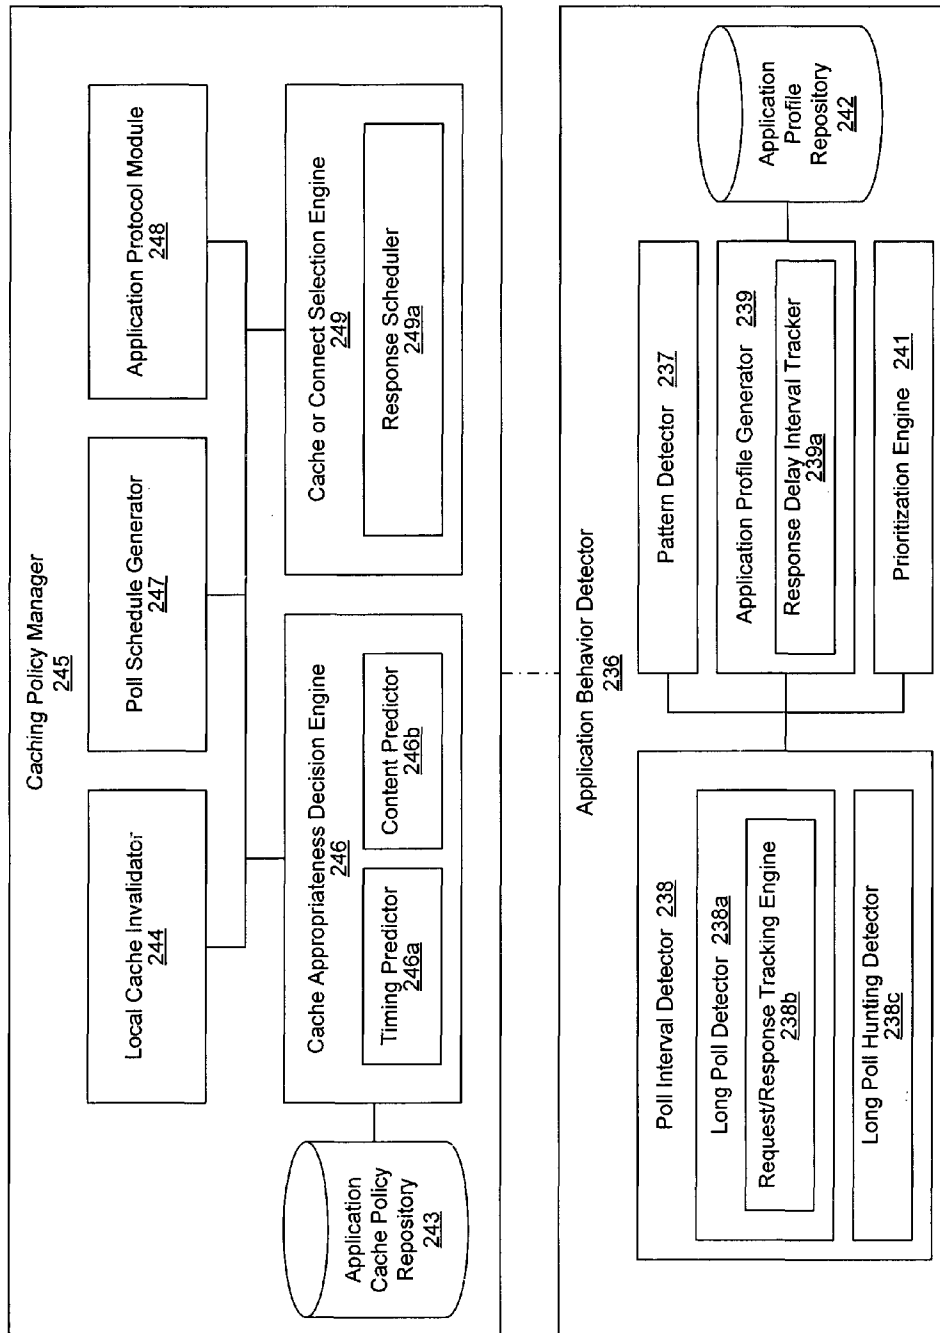 Caching Policy Manager
245
Local Cache Invalidator
244
Poll Schedule Generator
247
Application Protocol Module
248
Application
Cache Policy
Repository
243
Cache Appropriateness Decision Engine
246
Timing Predictor
246a
Content Predictor
246b
Cache or Connect Selection Engine
249
Response Scheduler
249a
Application Behavior Detector
236
Poll Interval Detector 238
Long Poll Detector 238a
Request/Response Tracking Engine
238b
Long Poll Hunting Detector
238c
Pattern Detector 237
Application Profile Generator 239
Response Delay Interval Tracker
239a
Prioritization Engine 241
Application
Profile
Repository
242